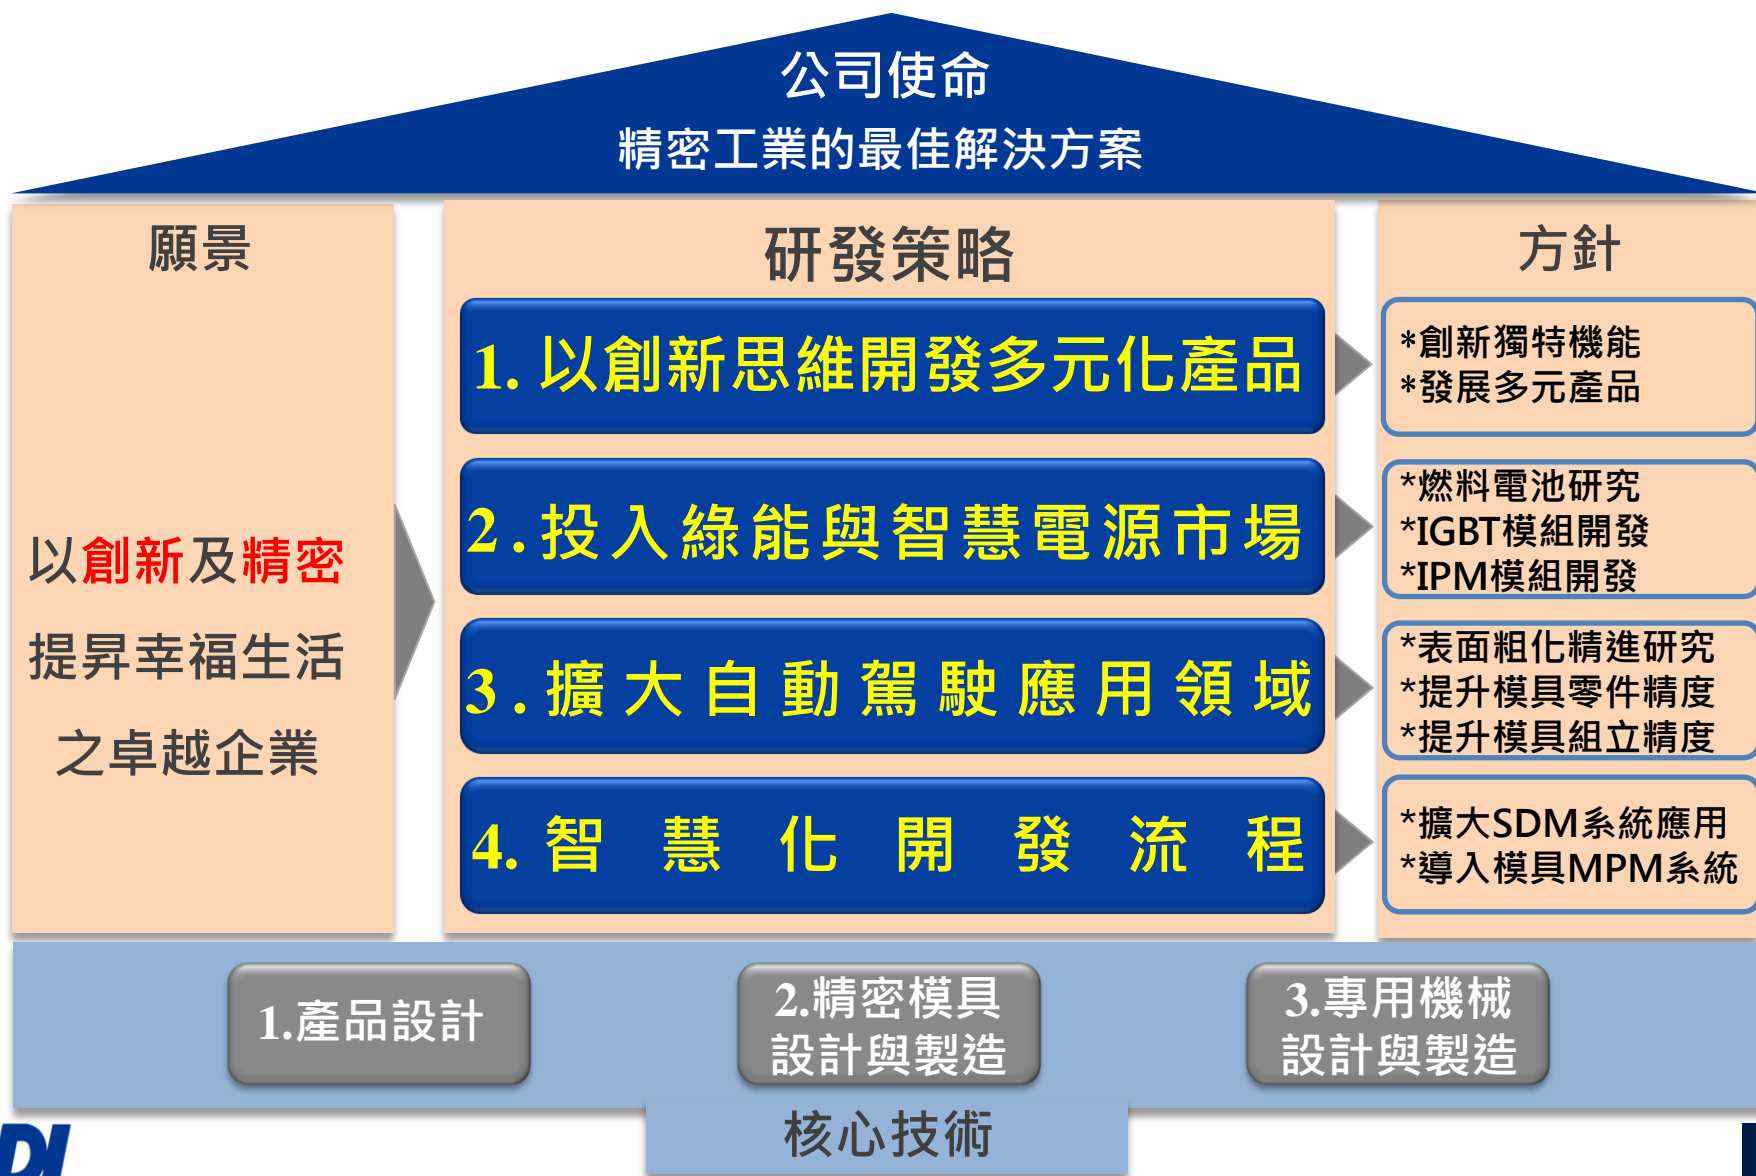 公司使命
精密工業的最佳解決方案
願景
以創新及精密
提昇幸福生活
之卓越企業
研發策略
1. 以創新思維開發多元化產品
2. 投入綠能與智慧電源市場
3. 擴大自動駕駛應用領域
4. 智慧化開發流程
方針
*創新獨特機能
*發展多元產品
*燃料電池研究
*IGBT模組開發
*IPM模組開發
*表面粗化精進研究
*提升模具零件精度
*提升模具組立精度
*擴大SDM系統應用
*導入模具MPM系統
1.產品設計
2.精密模具
設計與製造
3.專用機械
設計與製造
核心技術